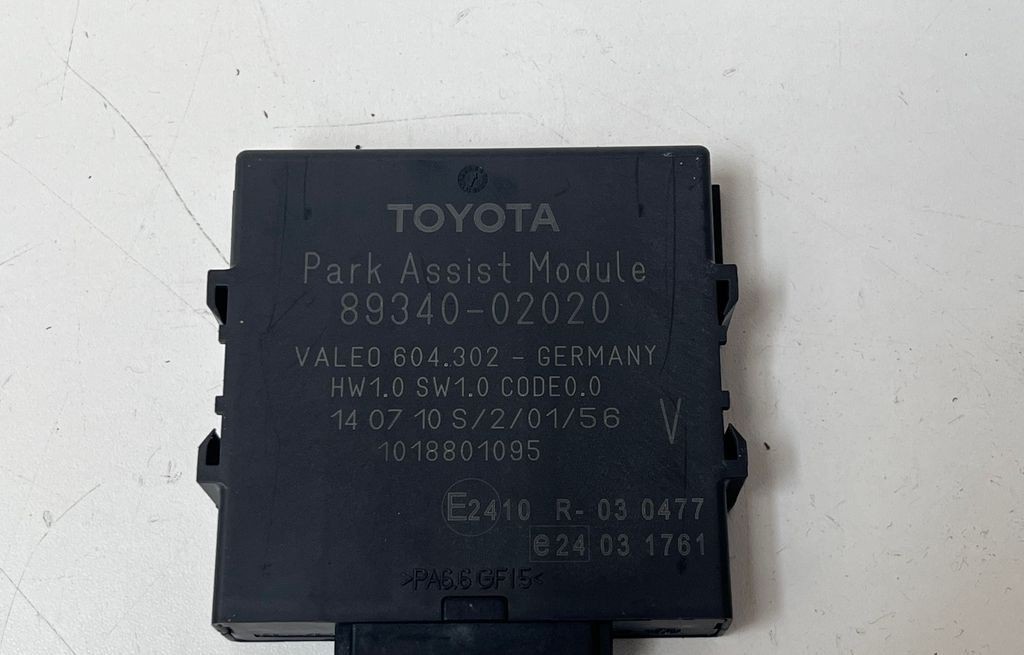 TOYOTA
Park Assist Module
89340-02020
VALEO 604.302 - GERMANY
HW1.0 SW1.0 CODE0.0
14 07 10 S/2/01/56
V
1018801095
E2410 R- 03 0477
e24 03 1761
>PA6.6 GF15<